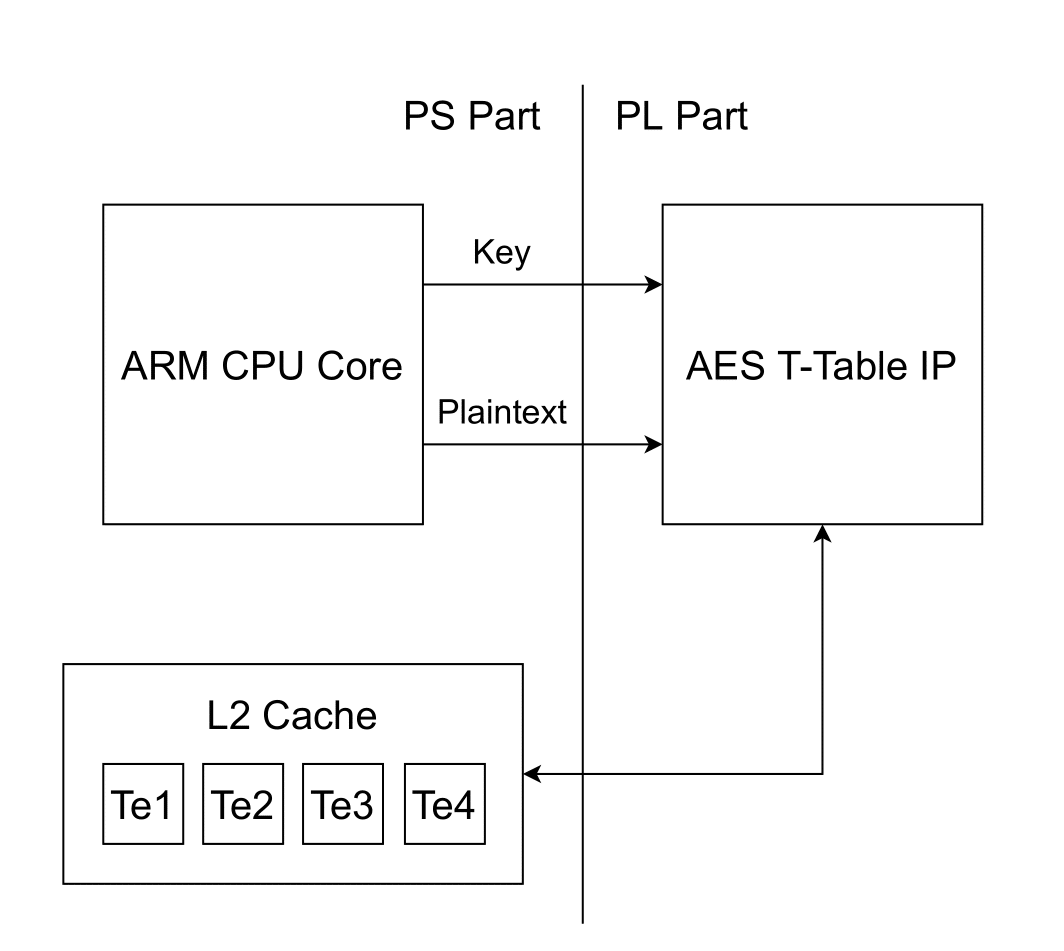 PS Part
PL Part
Key
ARM CPU Core
AES T-Table IP
Plaintext
L2 Cache
Te1
Te2
Te3
Te4